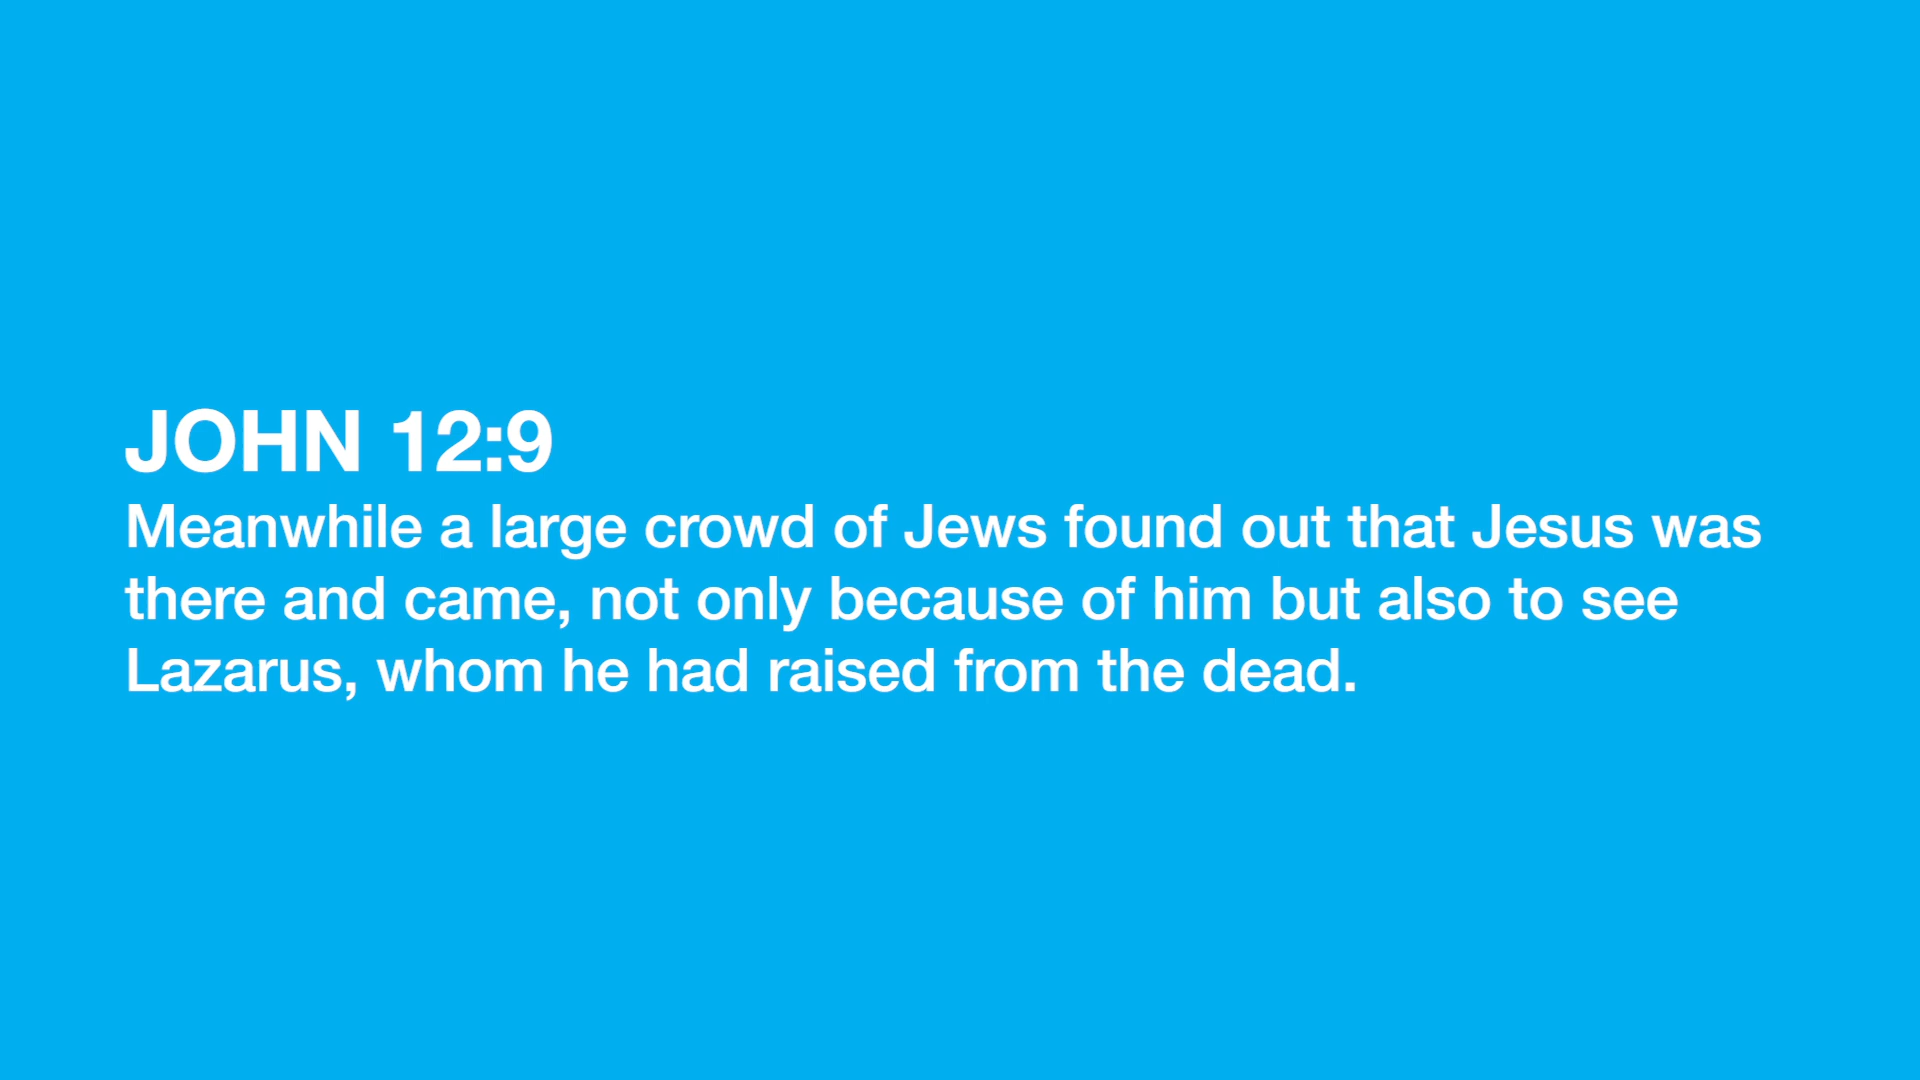 JOHN 12:9
Meanwhile a large crowd of Jews found out that Jesus was
there and came, not only because of him but also to see
Lazarus, whom he had raised from the dead.